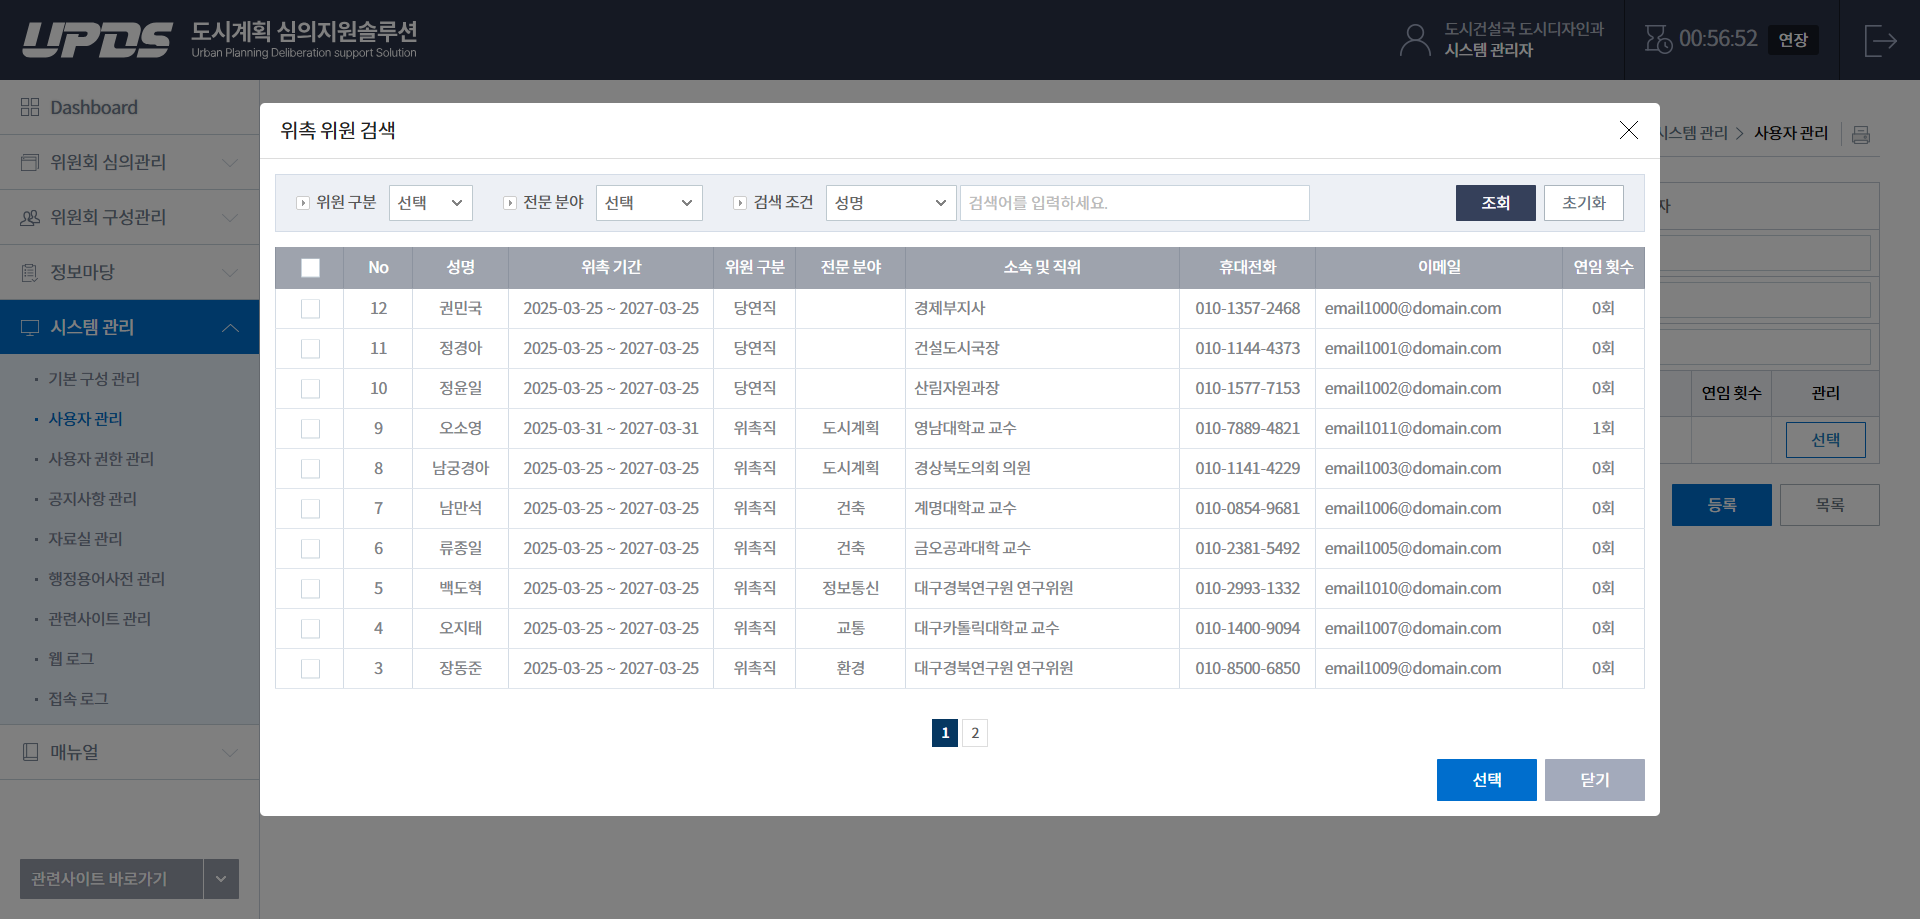 UPDS 도시계획 심의지원솔루션
Urban Planning Deliberation support Solution
도시건설국 도시디자인과
시스템 관리자
00:56:52 연장
Dashboard
위원회 심의관리
위원회 구성관리
정보마당
시스템 관리
기본 구성 관리
사용자 관리
사용자 권한 관리
공지사항 관리
자료실 관리
행정용어사전 관리
관련사이트 관리
웹 로그
접속 로그
매뉴얼
관련사이트 바로가기
시스템 관리 > 사용자 관리
자
연임 횟수 관리
선택
등록 목록
위촉 위원 검색
위원 구분 선택 전문 분야 선택 검색 조건 성명 검색어를 입력하세요. 조회 초기화
No 성명 위촉 기간 위원 구분 전문 분야 소속 및 직위 휴대전화 이메일 연임 횟수
12 권민국 2025-03-25 ~ 2027-03-25 당연직 경제부지사 010-1357-2468 email1000@domain.com 0회
11 정경아 2025-03-25 ~ 2027-03-25 당연직 건설도시국장 010-1144-4373 email1001@domain.com 0회
10 정윤일 2025-03-25 ~ 2027-03-25 당연직 산림자원과장 010-1577-7153 email1002@domain.com 0회
9 오소영 2025-03-31 ~ 2027-03-31 위촉직 도시계획 영남대학교 교수 010-7889-4821 email1011@domain.com 1회
8 남궁경아 2025-03-25 ~ 2027-03-25 위촉직 도시계획 경상북도의회 의원 010-1141-4229 email1003@domain.com 0회
7 남만석 2025-03-25 ~ 2027-03-25 위촉직 건축 계명대학교 교수 010-0854-9681 email1006@domain.com 0회
6 류종일 2025-03-25 ~ 2027-03-25 위촉직 건축 금오공과대학 교수 010-2381-5492 email1005@domain.com 0회
5 백도혁 2025-03-25 ~ 2027-03-25 위촉직 정보통신 대구경북연구원 연구위원 010-2993-1332 email1010@domain.com 0회
4 오지태 2025-03-25 ~ 2027-03-25 위촉직 교통 대구카톨릭대학교 교수 010-1400-9094 email1007@domain.com 0회
3 장동준 2025-03-25 ~ 2027-03-25 위촉직 환경 대구경북연구원 연구위원 010-8500-6850 email1009@domain.com 0회
1 2
선택 닫기